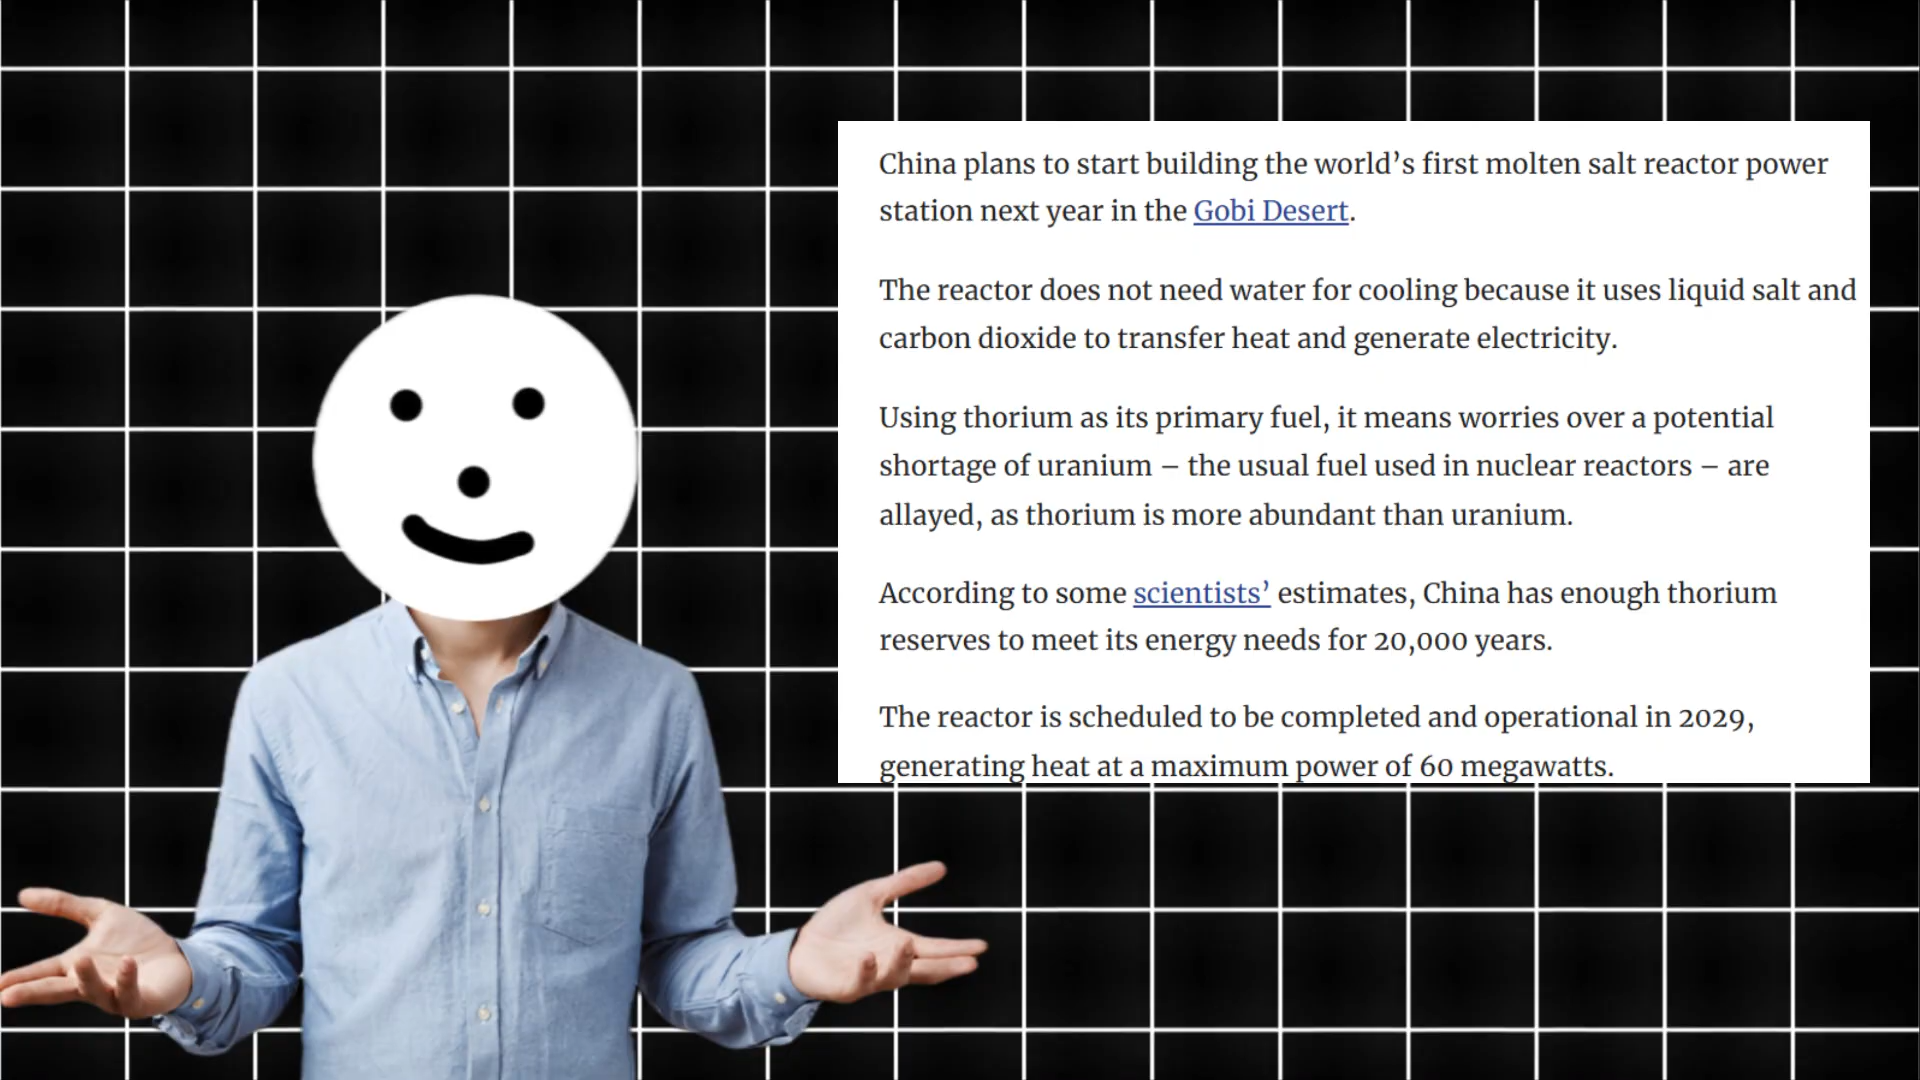 China plans to start building the world’s first molten salt reactor power
station next year in the Gobi Desert.
The reactor does not need water for cooling because it uses liquid salt and
carbon dioxide to transfer heat and generate electricity.
Using thorium as its primary fuel, it means worries over a potential
shortage of uranium – the usual fuel used in nuclear reactors – are
allayed, as thorium is more abundant than uranium.
According to some scientists’ estimates, China has enough thorium
reserves to meet its energy needs for 20,000 years.
The reactor is scheduled to be completed and operational in 2029,
generating heat at a maximum power of 60 megawatts.